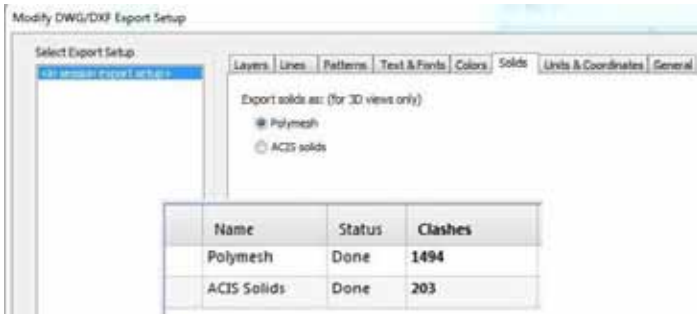 Modify DWG/DXF Export Setup
Select Export Setup
<in session export setup>
Layers Lines Patterns Text & Fonts Colors Solids Units & Coordinates General
Export solids as: (for 3D views only)
Polymesh
ACIS solids
Name Status Clashes
Polymesh Done 1494
ACIS Solids Done 203